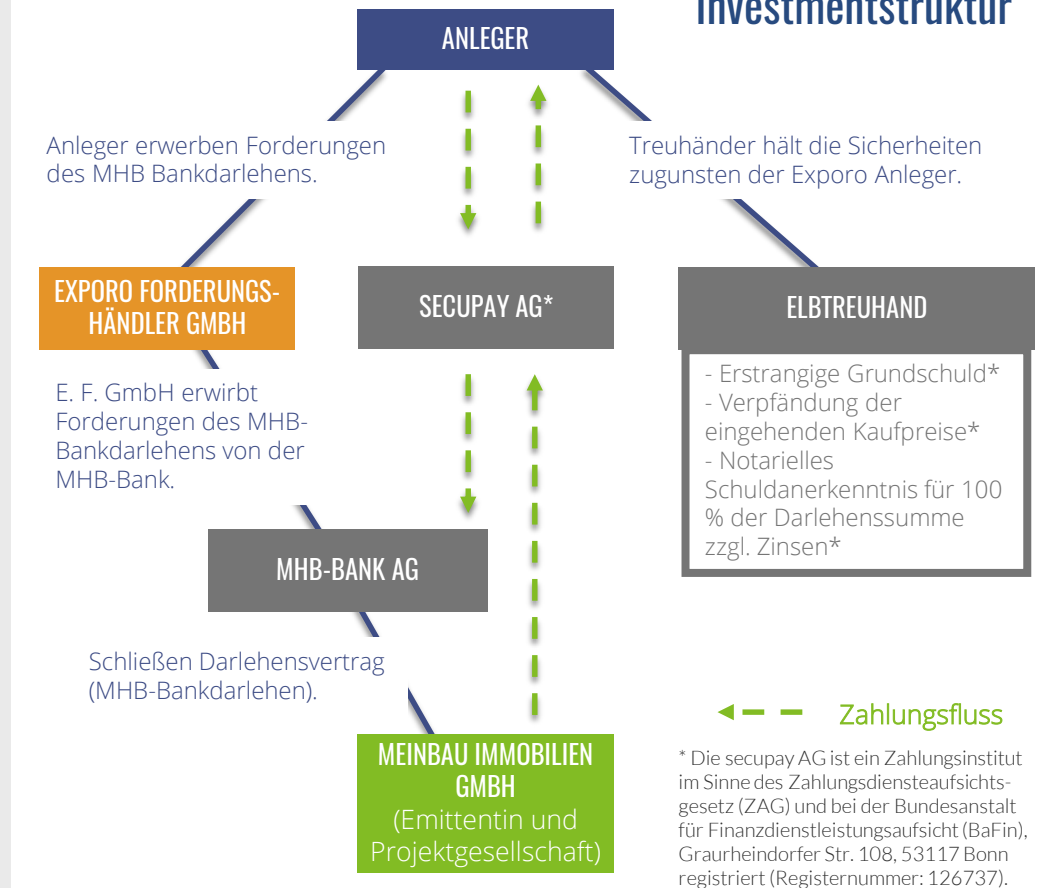 Investmentstruktur
ANLEGER
Anleger erwerben Forderungen
des MHB Bankdarlehens.
Treuhänder hält die Sicherheiten
zugunsten der Exporo Anleger.
EXPORO FORDERUNGS-
HÄNDLER GMBH
SECUPAY AG*
ELBTREUHAND
- Erstrangige Grundschuld*
- Verpfändung der
eingehenden Kaufpreise*
- Notarielles
Schuldanerkenntnis für 100
% der Darlehenssumme
zzgl. Zinsen*
E. F. GmbH erwirbt
Forderungen des MHB-
Bankdarlehens von der
MHB-Bank.
MHB-BANK AG
Schließen Darlehensvertrag
(MHB-Bankdarlehen).
MEINBAU IMMOBILIEN
GMBH
(Emittentin und
Projektgesellschaft)
Zahlungsfluss
* Die secupay AG ist ein Zahlungsinstitut
im Sinne des Zahlungsdiensteaufsichts-
gesetz (ZAG) und bei der Bundesanstalt
für Finanzdienstleistungsaufsicht (BaFin),
Graurheindorfer Str. 108, 53117 Bonn
registriert (Registernummer: 126737).